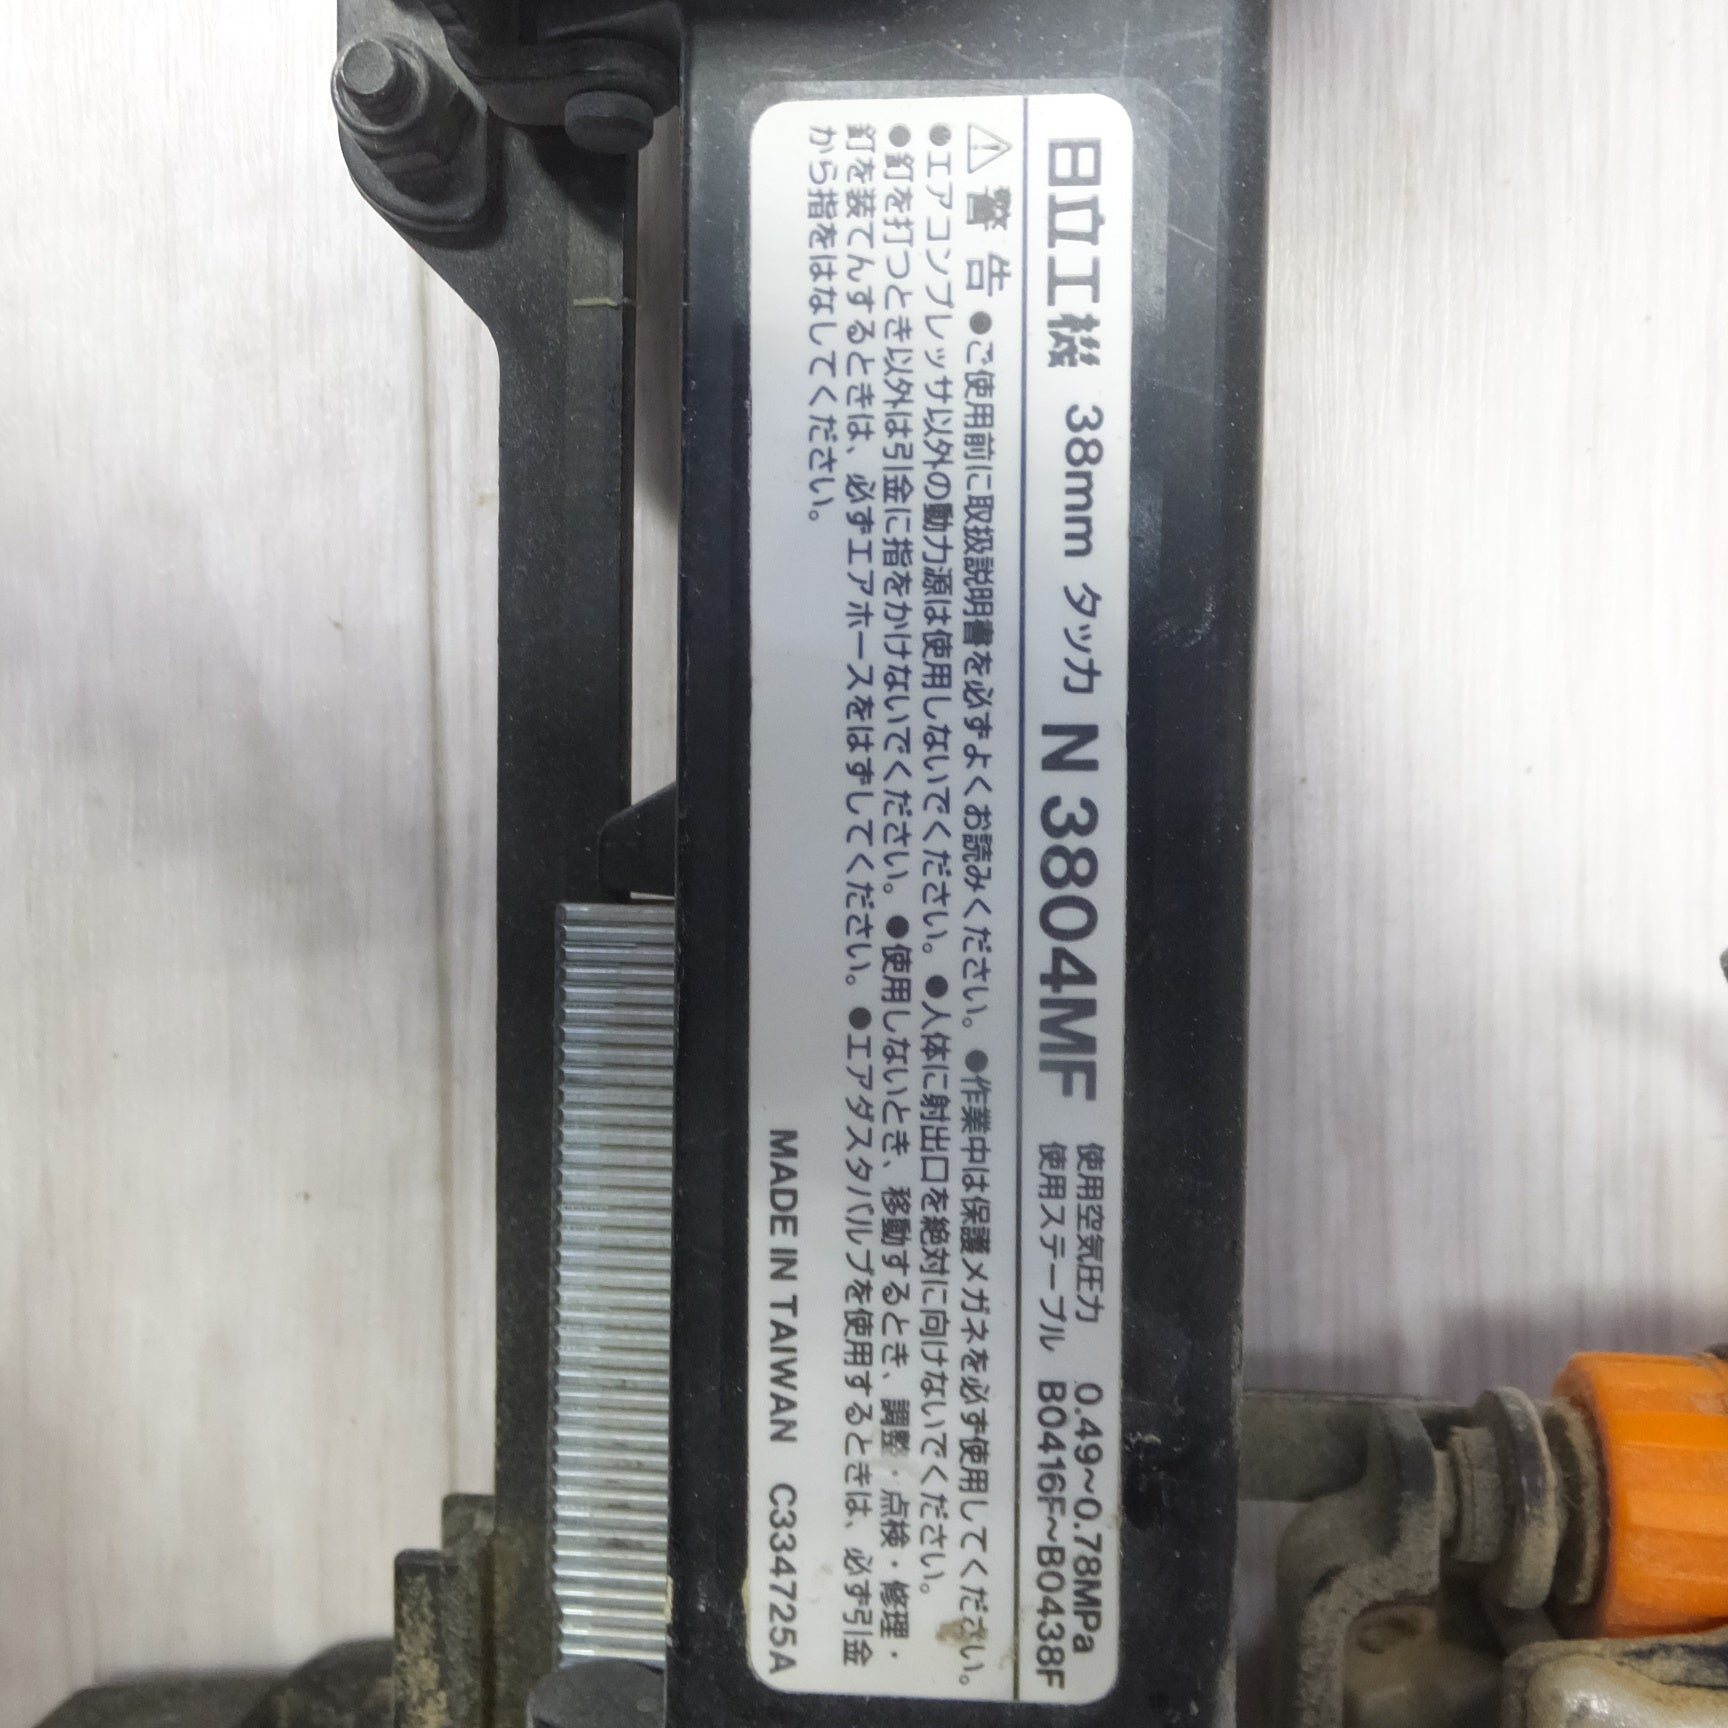 日立工機 38mm タッカ N 3804MF 使用空気圧力 0.49~0.78MPa
使用ステープル B0416F~B0438F
⚠ 警告 ●ご使用前に取扱説明書を必ずよくお読みください。 ●作業中は保護メガネを必ず使用してください。
●エアコンプレッサ以外の動力源は使用しないでください。 ●人体に射出口を絶対に向けないでください。
●釘を打つとき以外は引金に指をかけないでください。 ●使用しないとき、移動するとき、調整・点検・修理・
釘を装てんするときは、必ずエアホースをはずしてください。 ●エアダスタバルブを使用するときは、必ず引金
から指をはなしてください。
MADE IN TAIWAN C334725A